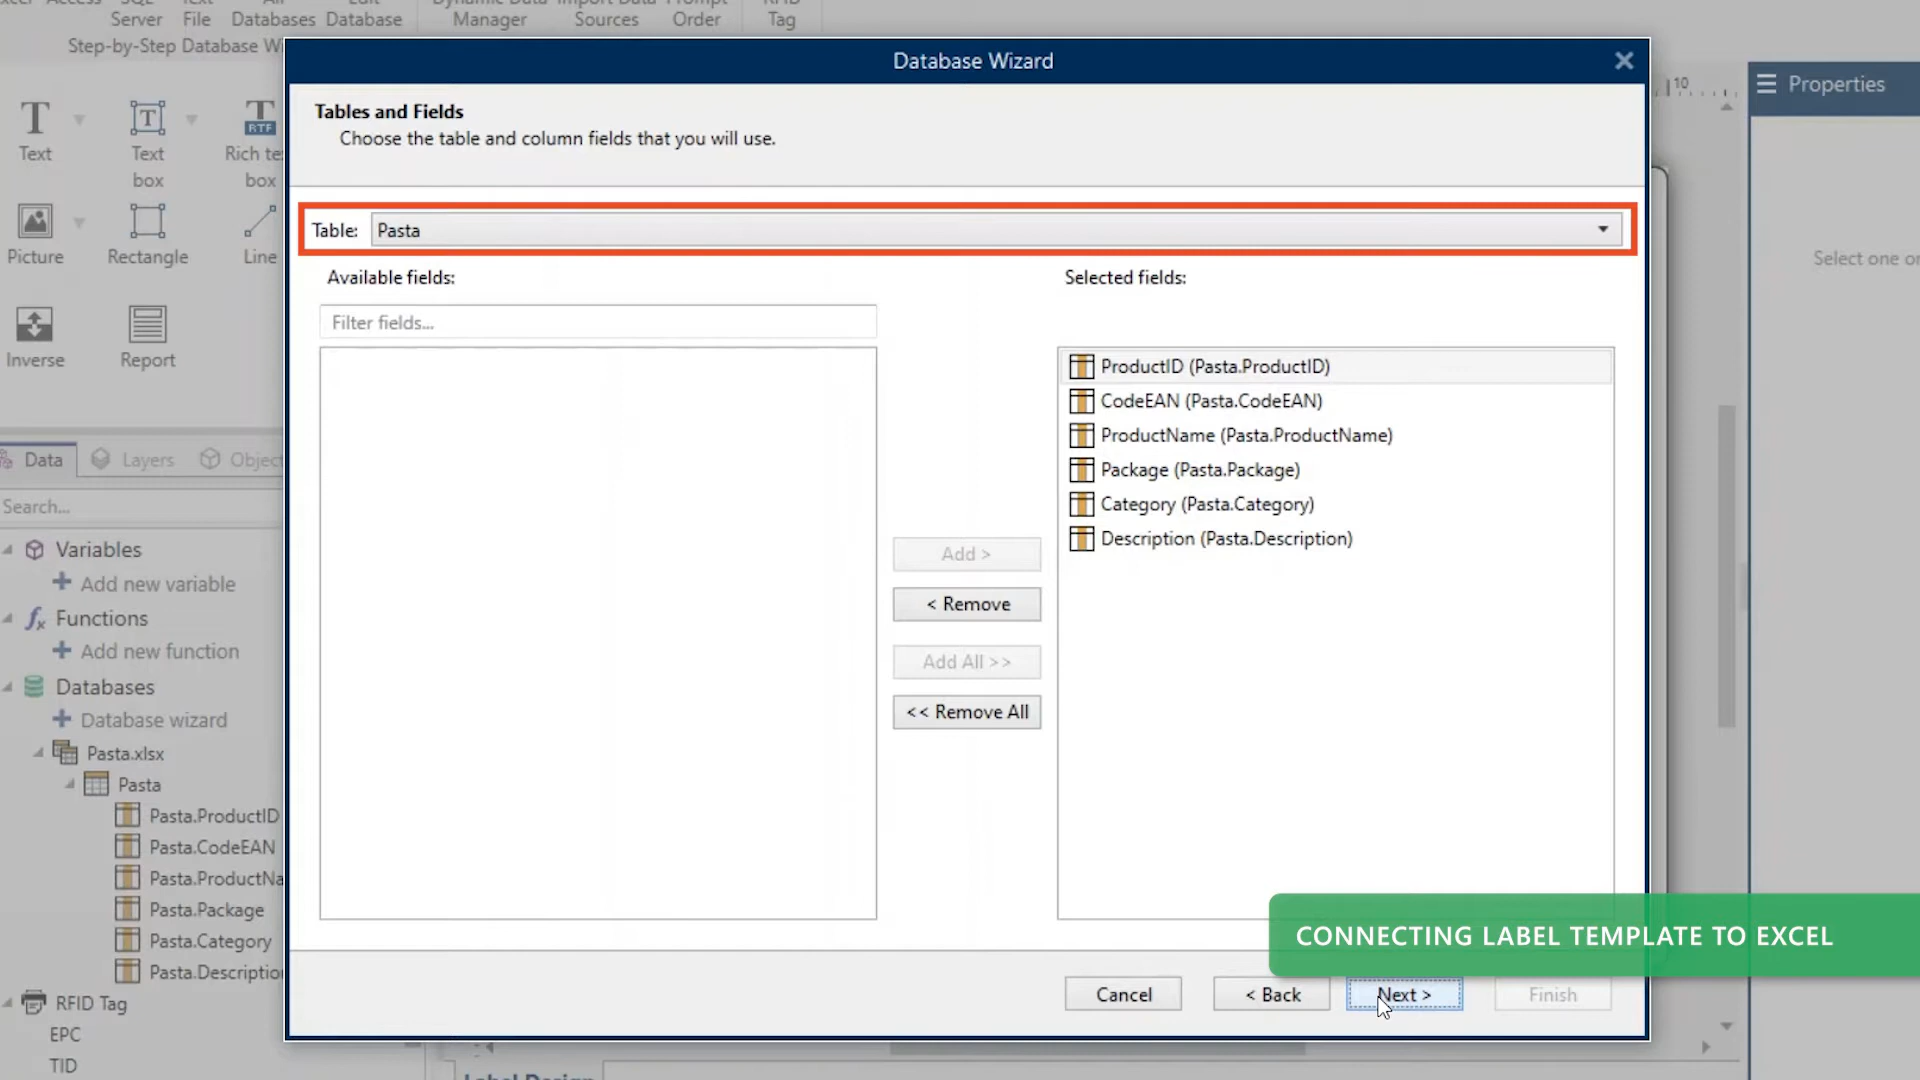 Server
File
Databases
Database
Manager
Sources
Order
Tag
Step-by-Step Database
Database Wizard
10
Properties
Tables and Fields
Choose the table and column fields that you will use.
Text
Text
box
Rich
box
RTF
Picture
Rectangle
Line
Inverse
Report
Table: Pasta
Available fields:
Selected fields:
Filter fields...
ProductID (Pasta.ProductID)
CodeEAN (Pasta.CodeEAN)
ProductName (Pasta.ProductName)
Package (Pasta.Package)
Category (Pasta.Category)
Description (Pasta.Description)
Add >
< Remove
Add All >>
<< Remove All
Select one
Data
Layers
Search...
Variables
Add new variable
Functions
Add new function
Databases
Database wizard
Pasta.xlsx
Pasta
Pasta.ProductID
Pasta.CodeEAN
Pasta.ProductNa
Pasta.Package
Pasta.Category
Pasta.Description
RFID Tag
EPC
TID
CONNECTING LABEL TEMPLATE TO EXCEL
Cancel
< Back
Next >
Finish